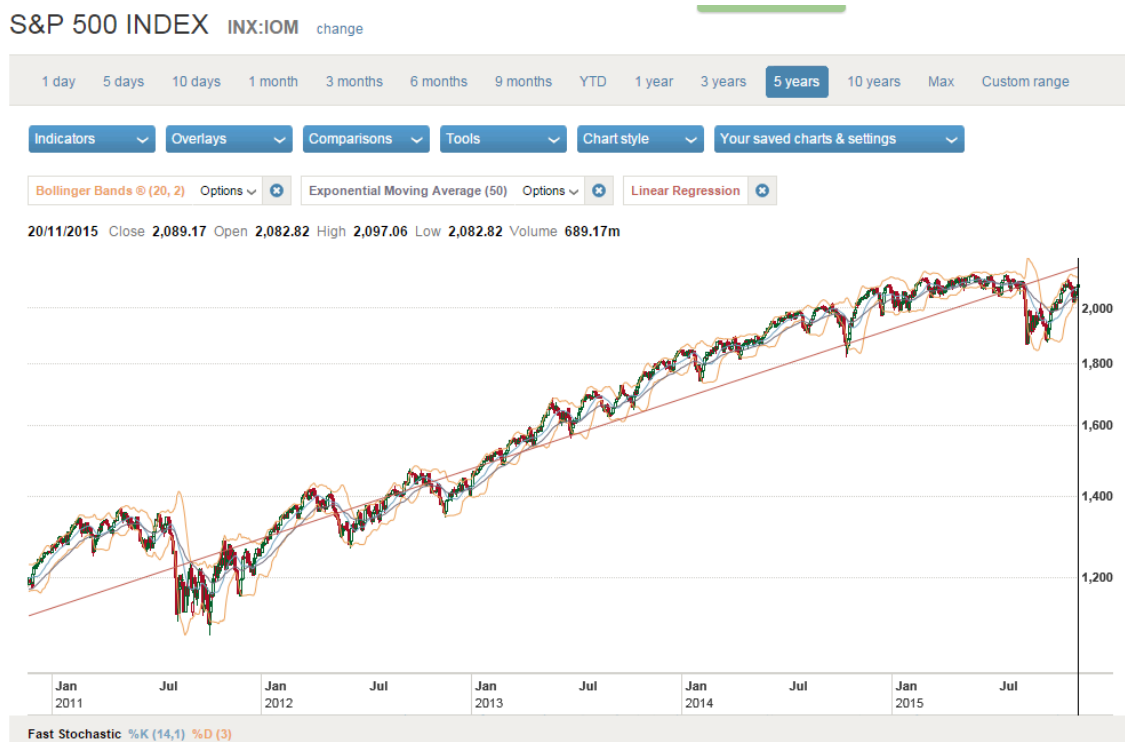 S&P 500 INDEX INX:IOM change
1 day 5 days 10 days 1 month 3 months 6 months 9 months YTD 1 year 3 years 5 years 10 years Max Custom range
Indicators Overlays Comparisons Tools Chart style Your saved charts & settings
Bollinger Bands ® (20, 2) Options Exponential Moving Average (50) Options Linear Regression
20/11/2015 Close 2,089.17 Open 2,082.82 High 2,097.06 Low 2,082.82 Volume 689.17m
2,000
1,800
1,600
1,400
1,200
Jan Jul Jan Jul Jan Jul Jan Jul Jan Jul
2011 2012 2013 2014 2015
Fast Stochastic %K (14,1) %D (3)